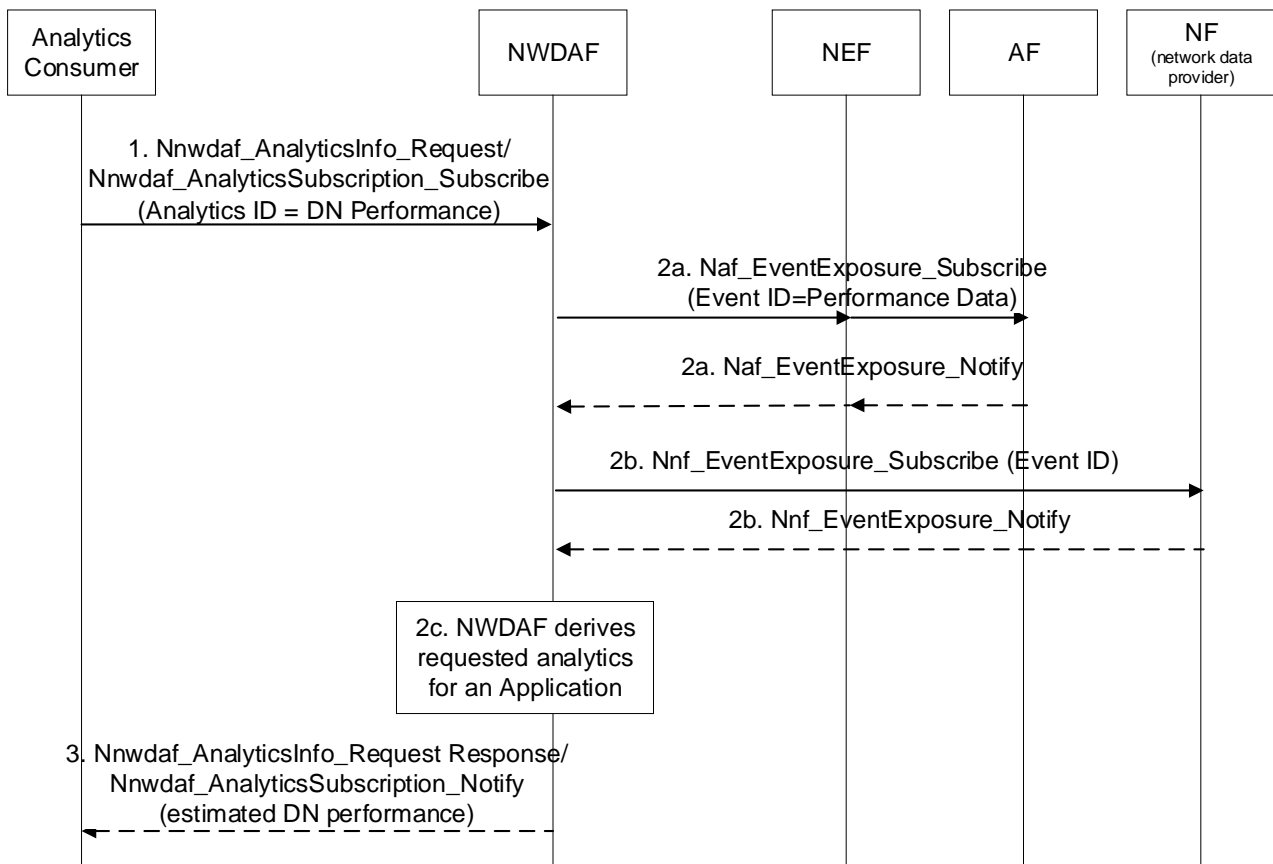 Analytics
Consumer
NWDAF
NEF
AF
NF
(network data
provider)
1. Nnwdaf_AnalyticsInfo_Request/
Nnwdaf_AnalyticsSubscription_Subscribe
(Analytics ID = DN Performance)
2a. Naf_EventExposure_Subscribe
(Event ID=Performance Data)
2a. Naf_EventExposure_Notify
2b. Nnf_EventExposure_Subscribe (Event ID)
2b. Nnf_EventExposure_Notify
2c. NWDAF derives
requested analytics
for an Application
3. Nnwdaf_AnalyticsInfo_Request Response/
Nnwdaf_AnalyticsSubscription_Notify
(estimated DN performance)